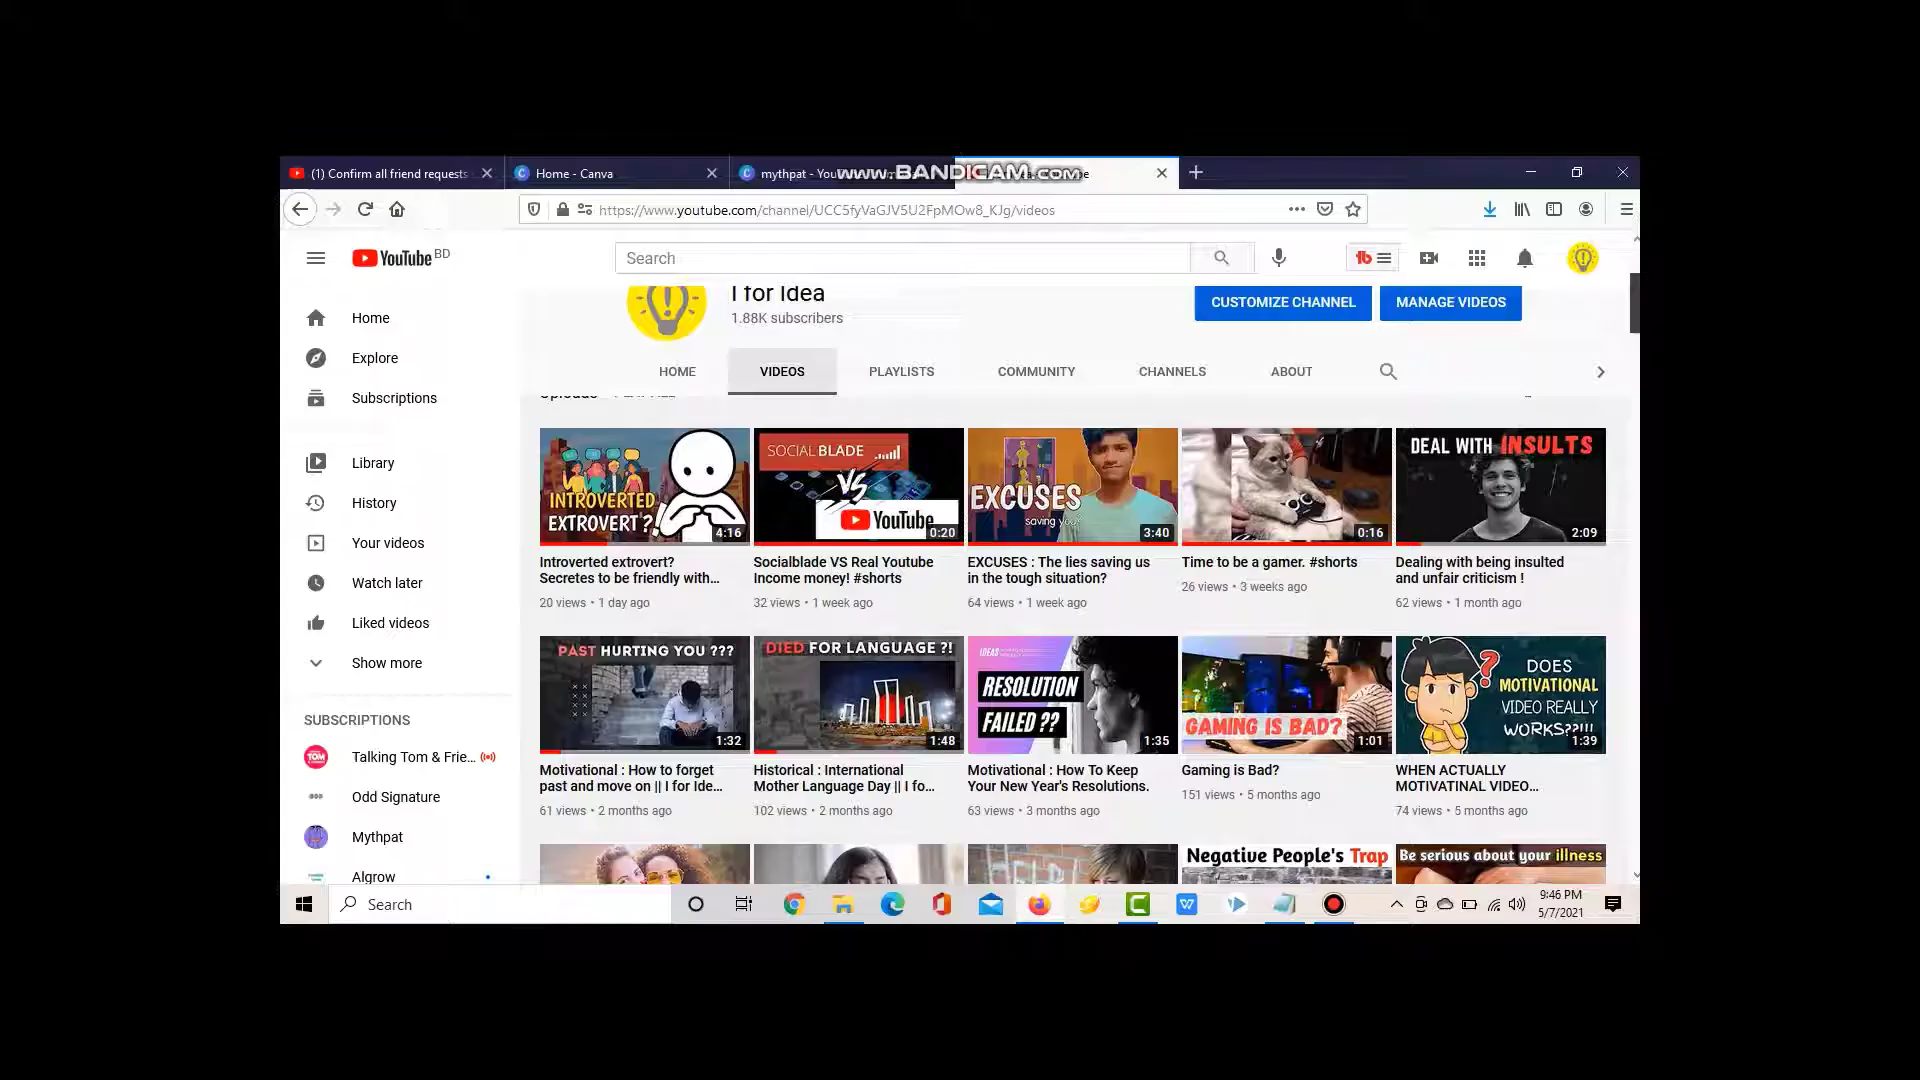 (1) Confirm all friend requests
Home - Canva
mythpat - You
www.BANDICAM.com
https://www.youtube.com/channel/UCC5fyVaGJV5U2FpMOw8_KJg/videos
YouTube BD
Search
I for Idea
1.88K subscribers
CUSTOMIZE CHANNEL
MANAGE VIDEOS
HOME
VIDEOS
PLAYLISTS
COMMUNITY
CHANNELS
ABOUT
Home
Explore
Subscriptions
Library
History
Your videos
Watch later
Liked videos
Show more
SUBSCRIPTIONS
Talking Tom & Frie...
Odd Signature
Mythpat
Algrow
INTROVERTED
EXTROVERT?
4:16
Introverted extrovert?
Secretes to be friendly with...
20 views • 1 day ago
SOCIALBLADE
VS
YouTube
0:20
Socialblade VS Real Youtube
Income money! #shorts
32 views • 1 week ago
EXCUSES
saving you
3:40
EXCUSES : The lies saving us
in the tough situation?
64 views • 1 week ago
0:16
Time to be a gamer. #shorts
26 views • 3 weeks ago
DEAL WITH INSULTS
2:09
Dealing with being insulted
and unfair criticism !
62 views • 1 month ago
PAST HURTING YOU ???
1:32
Motivational : How to forget
past and move on || I for Ide...
61 views • 2 months ago
DIED FOR LANGUAGE ?!
1:48
Historical : International
Mother Language Day || I fo...
102 views • 2 months ago
IDEAS
RESOLUTION
FAILED ??
1:35
Motivational : How To Keep
Your New Year's Resolutions.
63 views • 3 months ago
GAMING IS BAD?
1:01
Gaming is Bad?
151 views • 5 months ago
DOES
MOTIVATIONAL
VIDEO REALLY
WORKS??!!!
1:39
WHEN ACTUALLY
MOTIVATINAL VIDEO...
74 views • 5 months ago
Negative People's Trap
Be serious about your illness
Search
9:46 PM
5/7/2021